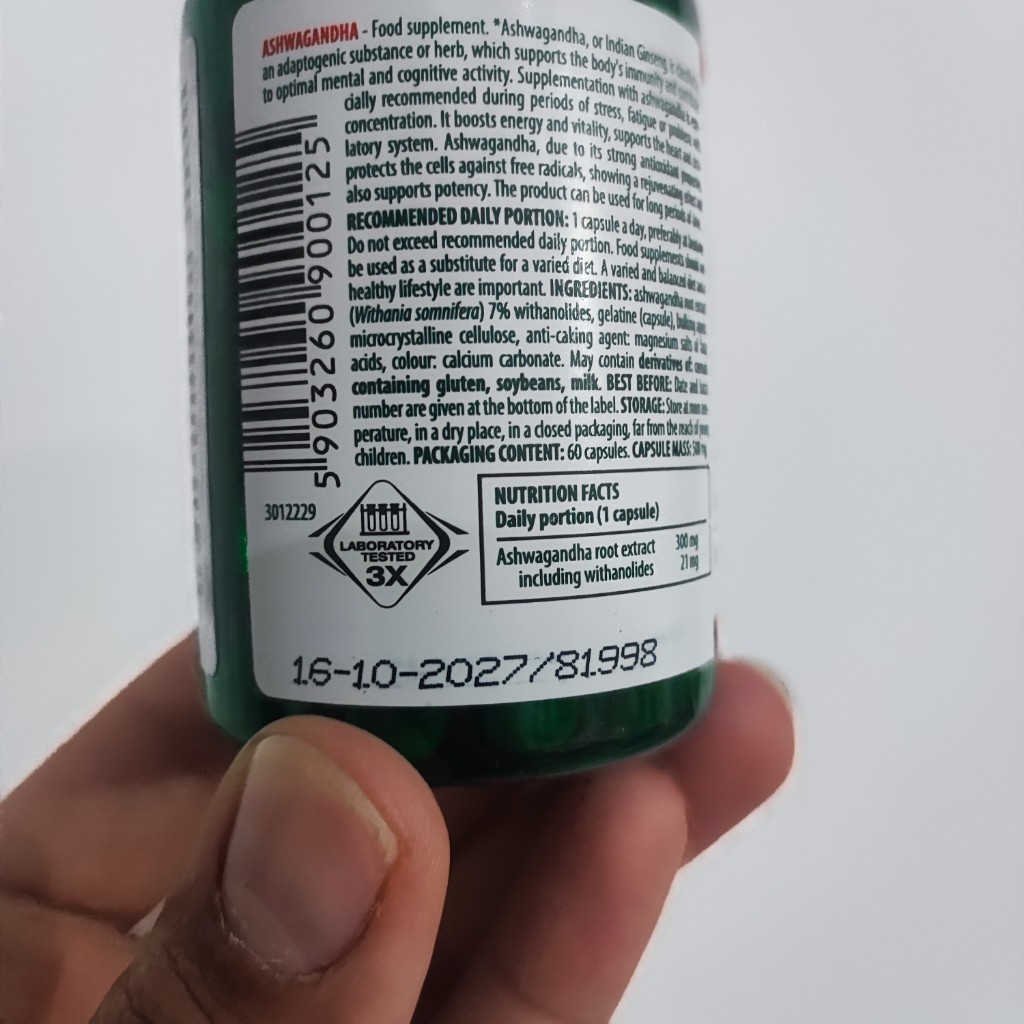 ASHWAGANDHA - Food supplement. *Ashwagandha, or Indian Ginseng, is
an adaptogenic substance or herb, which supports the body's immunity and
to optimal mental and cognitive activity. Supplementation with ashwagandha is
cially recommended during periods of stress, fatigue or
concentration. It boosts energy and vitality, supports the heart
latory system. Ashwagandha, due to its strong antioxidant
protects the cells against free radicals, showing a rejuvenating
also supports potency. The product can be used for long periods of
RECOMMENDED DAILY PORTION: 1 capsule a day, preferably
Do not exceed recommended daily portion. Food supplements
be used as a substitute for a varied diet. A varied and balanced diet
healthy lifestyle are important. INGREDIENTS: ashwagandha root
(Withania somnifera) 7% withanolides, gelatine (capsule), bulking
microcrystalline cellulose, anti-caking agent: magnesium salts of
acids, colour: calcium carbonate. May contain derivatives of:
containing gluten, soybeans, milk. BEST BEFORE: Date and
number are given at the bottom of the label. STORAGE: Store at
perature, in a dry place, in a closed packaging, far from the reach of
children. PACKAGING CONTENT: 60 capsules. CAPSULE MASS:
5903260900125
3012229
LABORATORY
TESTED
3X
NUTRITION FACTS
Daily portion (1 capsule)
Ashwagandha root extract 300 mg
including withanolides 21 mg
16-10-2027/81998